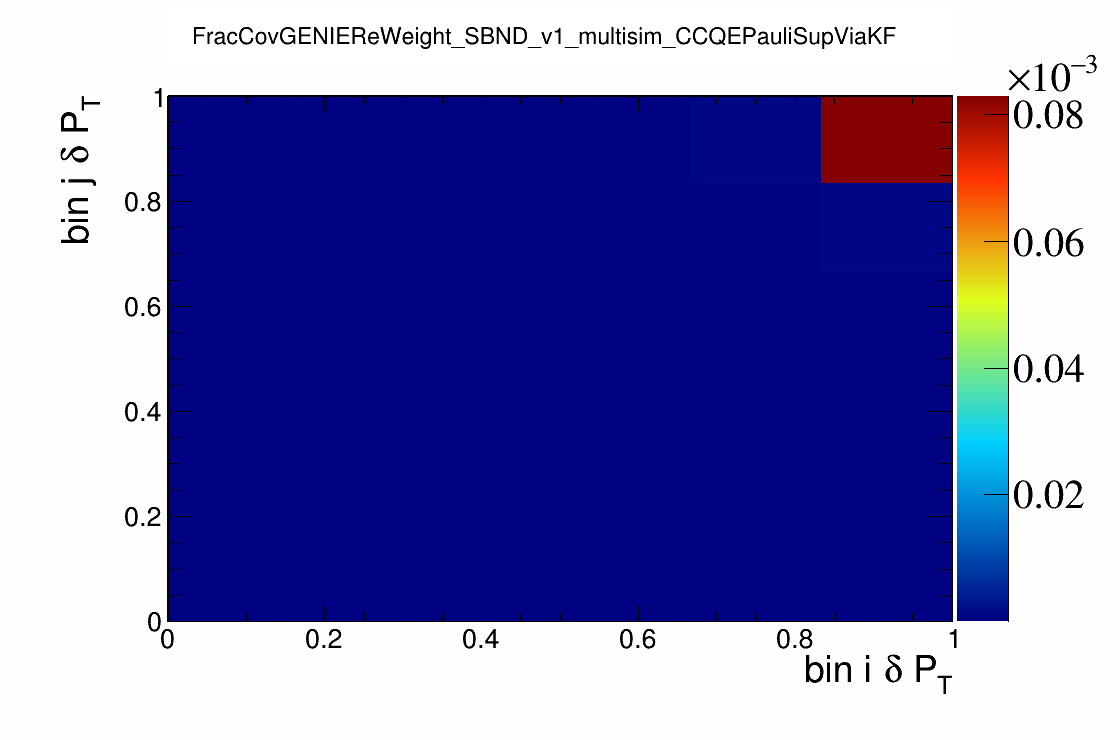 FracCovGENIEReWeight_SBND_v1_multisim_CCQEPauliSupViaKF
×10⁻³
bin j δ P_T
1
0.8
0.6
0.4
0.2
0
0 0.2 0.4 0.6 0.8 1
bin i δ P_T
0.08
0.06
0.04
0.02